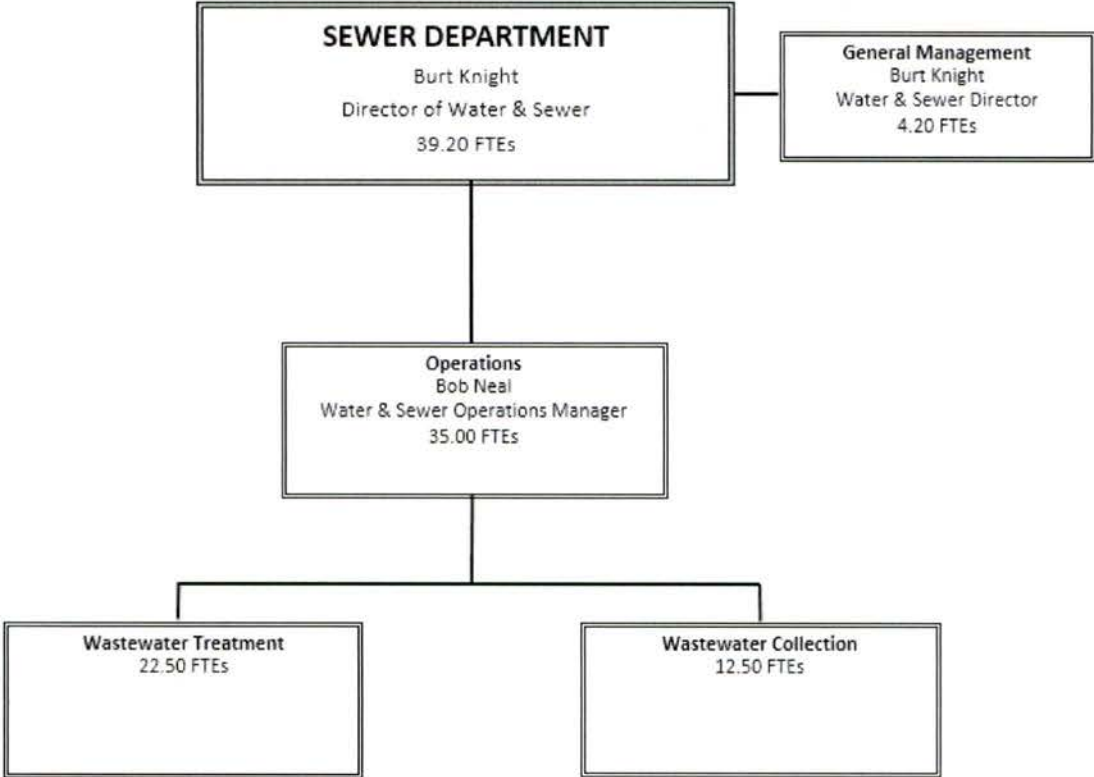 SEWER DEPARTMENT
Burt Knight
Director of Water & Sewer
39.20 FTEs
General Management
Burt Knight
Water & Sewer Director
4.20 FTEs
Operations
Bob Neal
Water & Sewer Operations Manager
35.00 FTEs
Wastewater Treatment
22.50 FTEs
Wastewater Collection
12.50 FTEs